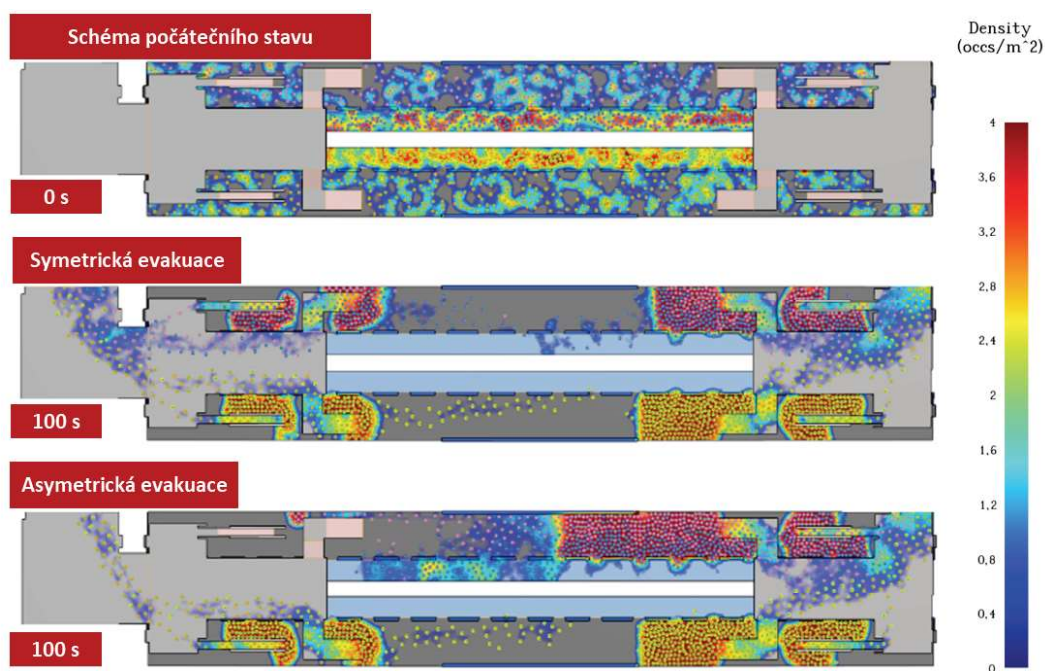 Schéma počátečního stavu
0 s
Symetrická evakuace
100 s
Asymetrická evakuace
100 s
Density
(occs/m^2)
4
3.6
3.2
2.8
2.4
2
1.6
1.2
0.8
0.4
0